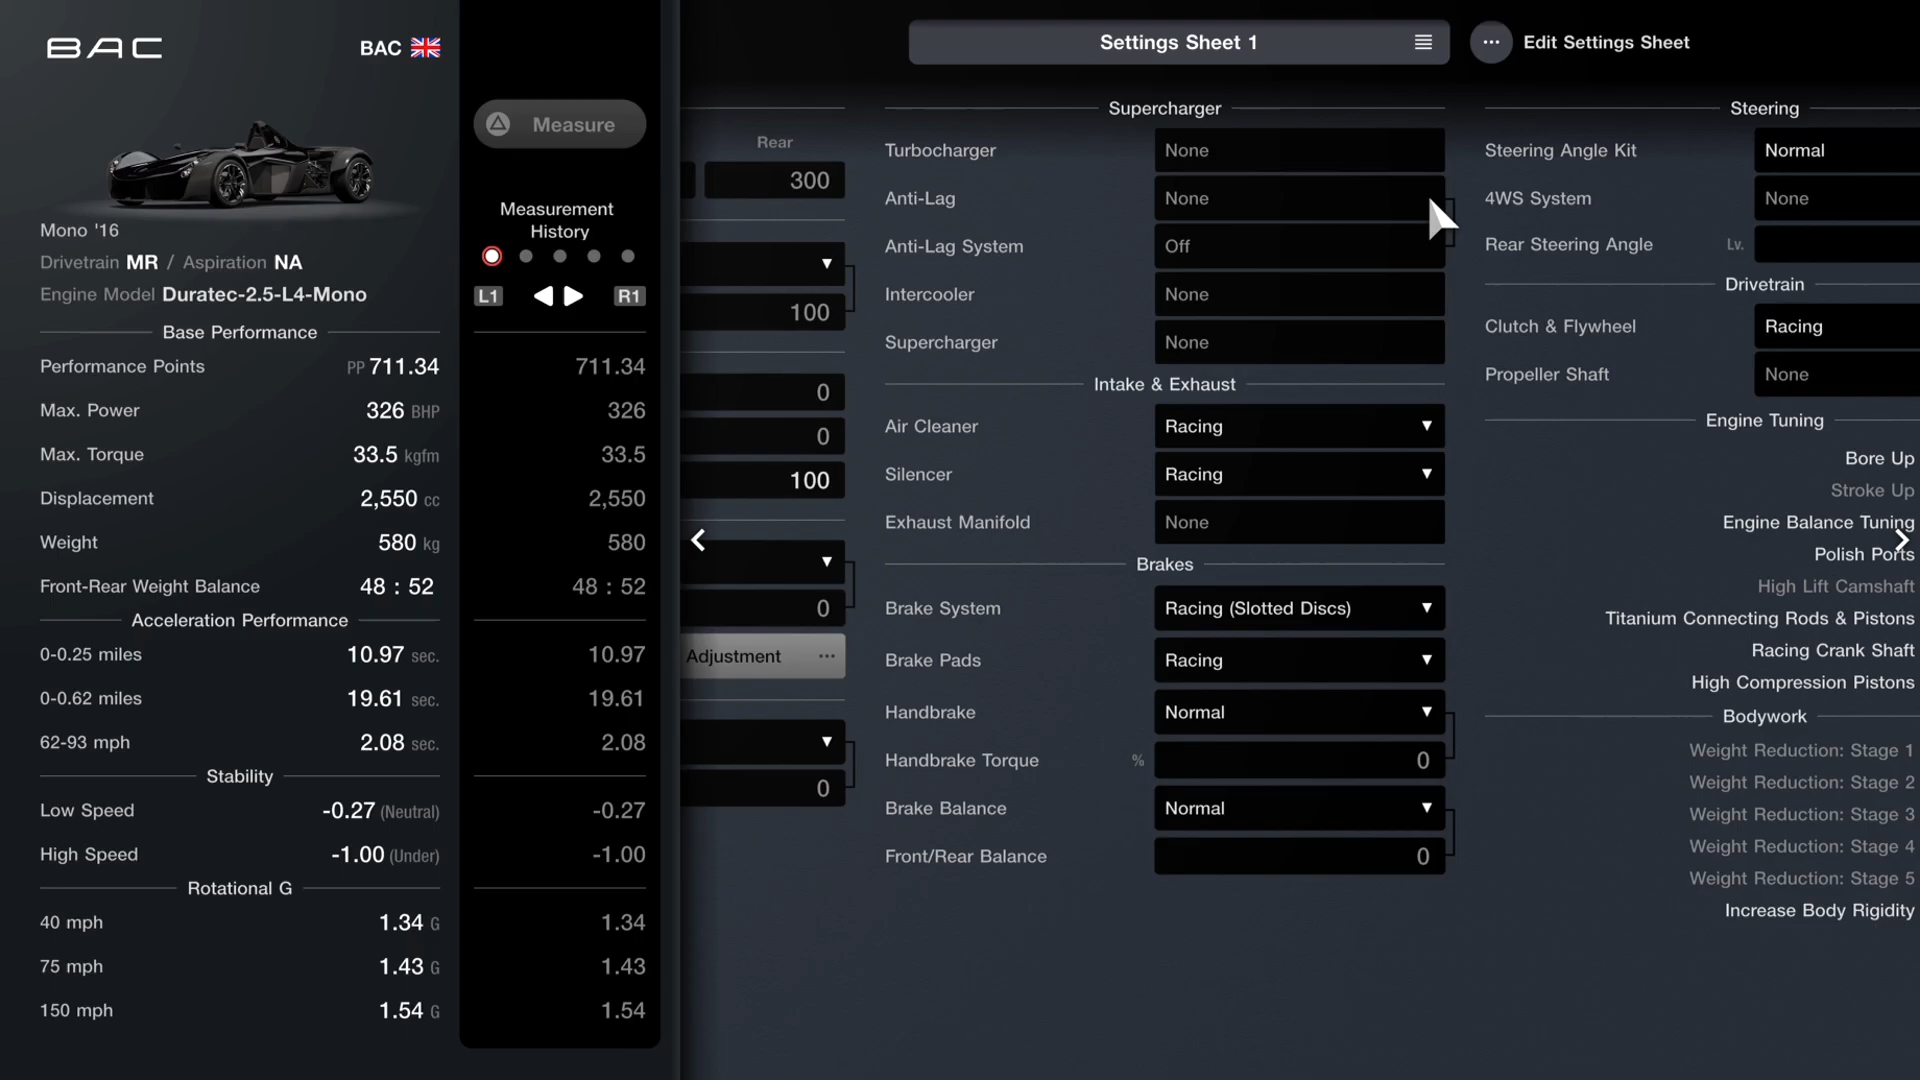 BAC
BAC
Mono '16
Drivetrain MR / Aspiration NA
Engine Model Duratec-2.5-L4-Mono
Base Performance
Performance Points PP 711.34
Max. Power 326 BHP
Max. Torque 33.5 kgfm
Displacement 2,550 cc
Weight 580 kg
Front-Rear Weight Balance 48 : 52
Acceleration Performance
0-0.25 miles 10.97 sec.
0-0.62 miles 19.61 sec.
62-93 mph 2.08 sec.
Stability
Low Speed -0.27 (Neutral)
High Speed -1.00 (Under)
Rotational G
40 mph 1.34 G
75 mph 1.43 G
150 mph 1.54 G
Measure
Measurement
History
L1 R1
711.34
326
33.5
2,550
580
48 : 52
10.97
19.61
2.08
-0.27
-1.00
1.34
1.43
1.54
Settings Sheet 1
Edit Settings Sheet
Rear
300
100
0
0
100
0
Adjustment
0
Supercharger
Turbocharger None
Anti-Lag None
Anti-Lag System Off
Intercooler None
Supercharger None
Intake & Exhaust
Air Cleaner Racing
Silencer Racing
Exhaust Manifold None
Brakes
Brake System Racing (Slotted Discs)
Brake Pads Racing
Handbrake Normal
Handbrake Torque % 0
Brake Balance Normal
Front/Rear Balance 0
Steering
Steering Angle Kit Normal
4WS System None
Rear Steering Angle Lv.
Drivetrain
Clutch & Flywheel Racing
Propeller Shaft None
Engine Tuning
Bore Up
Stroke Up
Engine Balance Tuning
Polish Ports
High Lift Camshaft
Titanium Connecting Rods & Pistons
Racing Crank Shaft
High Compression Pistons
Bodywork
Weight Reduction: Stage 1
Weight Reduction: Stage 2
Weight Reduction: Stage 3
Weight Reduction: Stage 4
Weight Reduction: Stage 5
Increase Body Rigidity